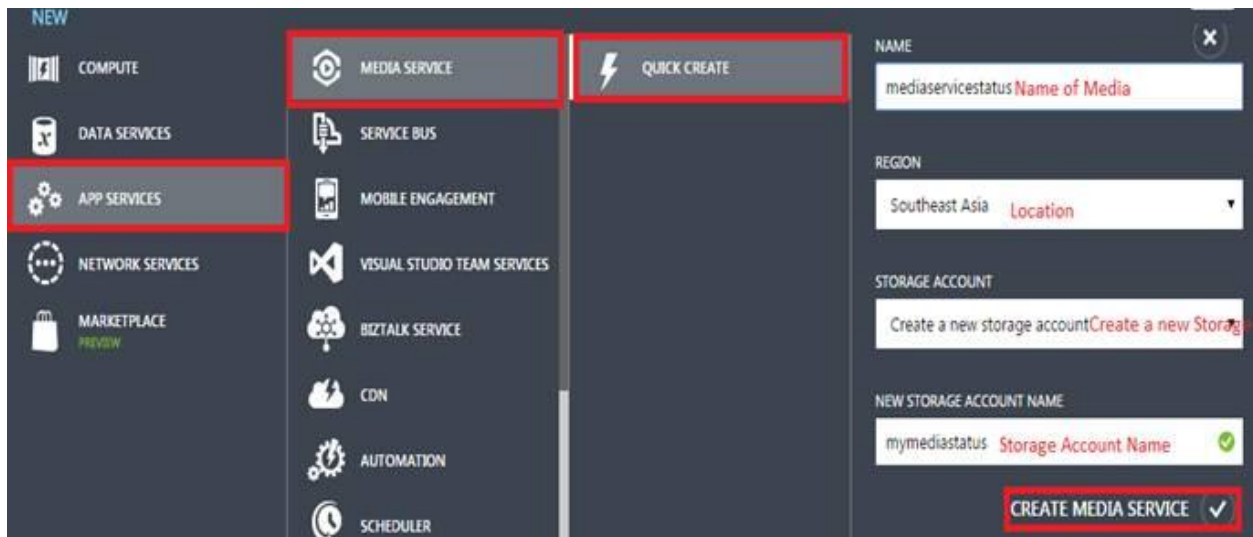 NEW
COMPUTE
DATA SERVICES
APP SERVICES
NETWORK SERVICES
MARKETPLACE
PREVIEW
MEDIA SERVICE
SERVICE BUS
MOBILE ENGAGEMENT
VISUAL STUDIO TEAM SERVICES
BIZTALK SERVICE
CDN
AUTOMATION
SCHEDULER
QUICK CREATE
NAME
mediaservicestatus Name of Media
REGION
Southeast Asia Location
STORAGE ACCOUNT
Create a new storage account Create a new Storage
NEW STORAGE ACCOUNT NAME
mymediastatus Storage Account Name
CREATE MEDIA SERVICE